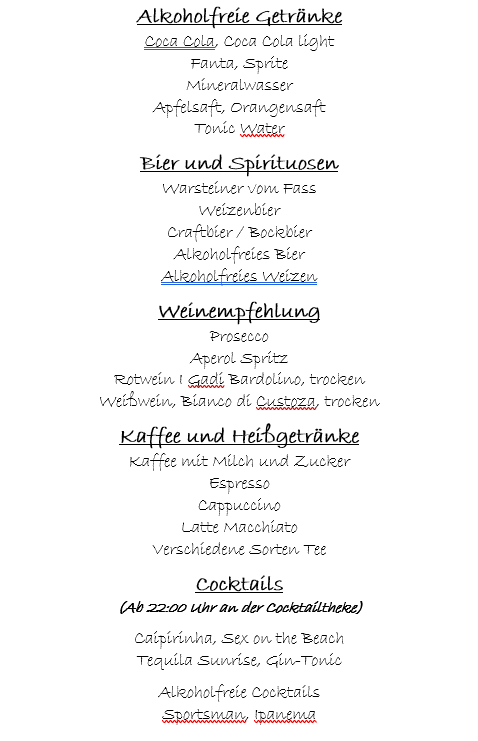 Alkoholfreie Getränke
Coca Cola, Coca Cola light
Fanta, Sprite
Mineralwasser
Apfelsaft, Orangensaft
Tonic Water
Bier und Spirituosen
Warsteiner vom Fass
Weizenbier
Craftbier / Bockbier
Alkoholfreies Bier
Alkoholfreies Weizen
Weinempfehlung
Prosecco
Aperol Spritz
Rotwein I Gadi Bardolino, trocken
Weißwein, Bianco di Custoza, trocken
Kaffee und Heißgetränke
Kaffee mit Milch und Zucker
Espresso
Cappuccino
Latte Macchiato
Verschiedene Sorten Tee
Cocktails
(Ab 22:00 Uhr an der Cocktailtheke)
Caipirinha, Sex on the Beach
Tequila Sunrise, Gin-Tonic
Alkoholfreie Cocktails
Sportsman, Ipanema